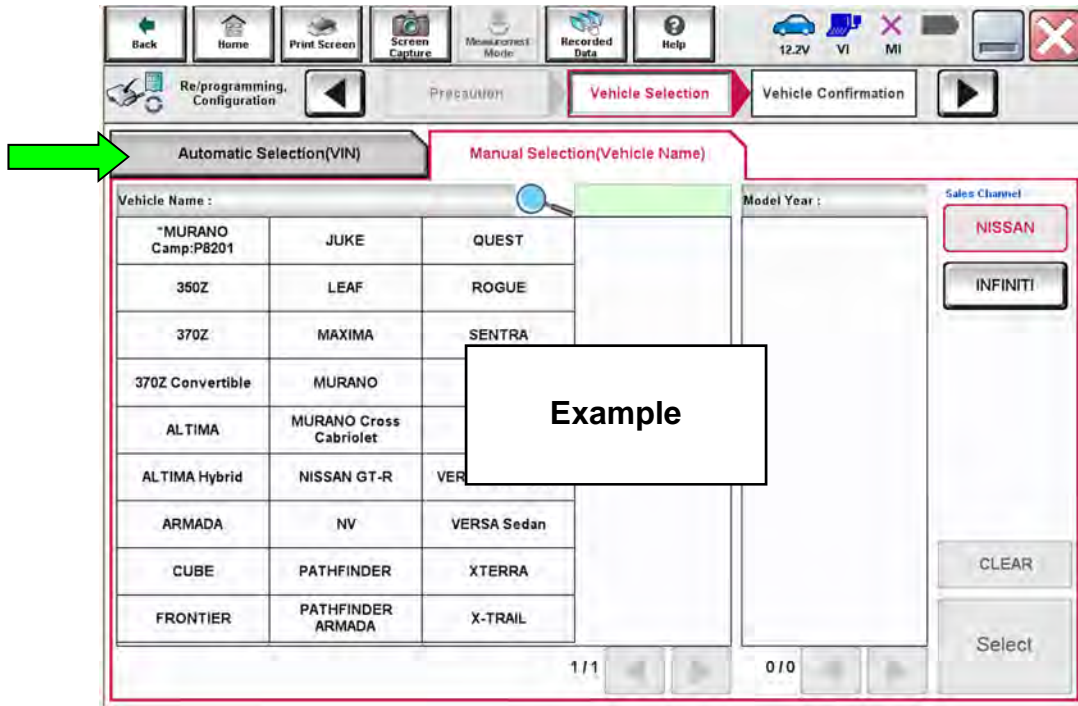 Back
Home
Print Screen
Screen
Capture
Measurement
Mode
Recorded
Data
Help
12.2V
VI
MI
Re/programming,
Configuration
Precaution
Vehicle Selection
Vehicle Confirmation
Automatic Selection(VIN)
Manual Selection(Vehicle Name)
Vehicle Name :
Model Year :
Sales Channel
*MURANO
Camp:P8201
JUKE
QUEST
NISSAN
350Z
LEAF
ROGUE
INFINITI
370Z
MAXIMA
SENTRA
370Z Convertible
MURANO
Example
ALTIMA
MURANO Cross
Cabriolet
ALTIMA Hybrid
NISSAN GT-R
VER
ARMADA
NV
VERSA Sedan
CUBE
PATHFINDER
XTERRA
CLEAR
FRONTIER
PATHFINDER
ARMADA
X-TRAIL
Select
1/1
0/0